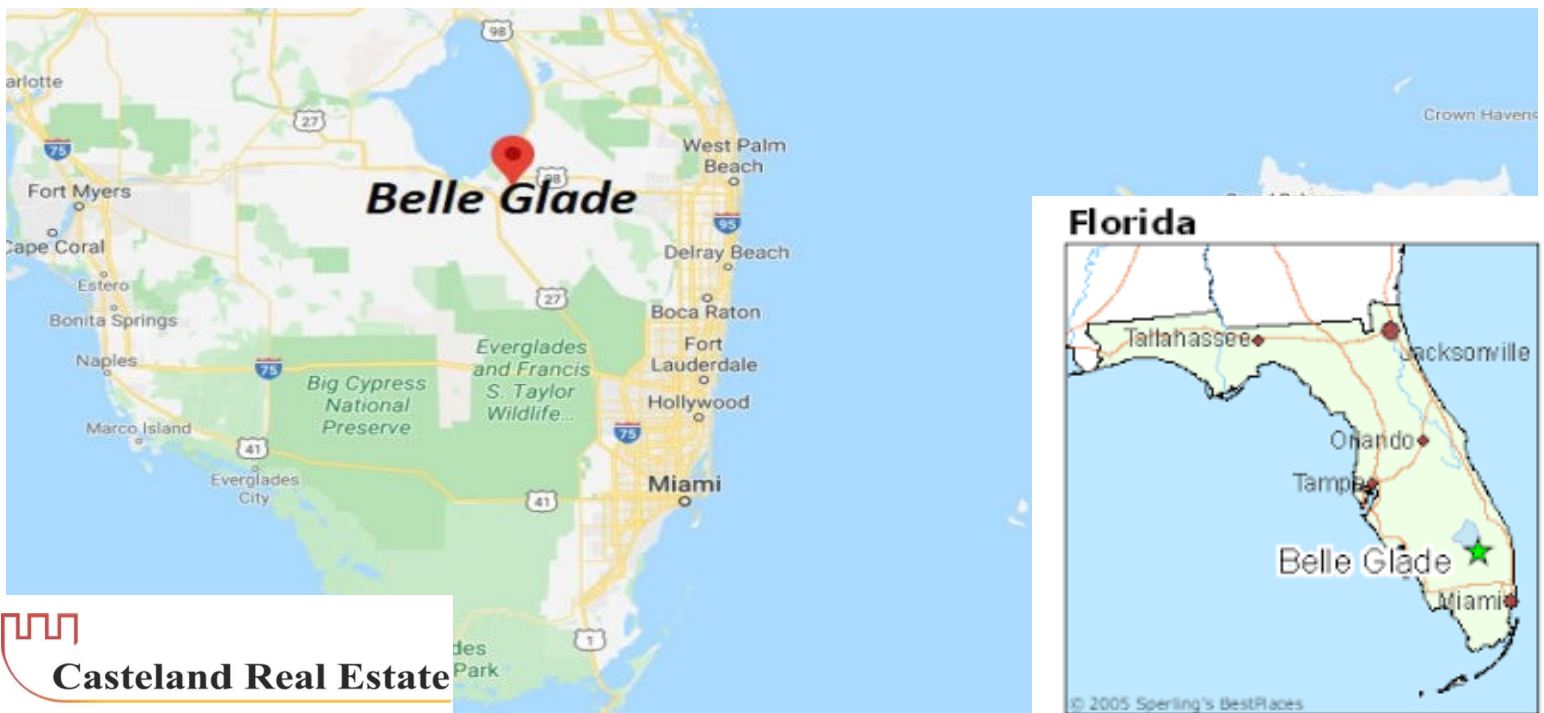 98
arlotte
27
75
Crown Havens
West Palm
Beach
98
Fort Myers
Belle Glade
95
Cape Coral
Delray Beach
Estero
27
Boca Raton
Bonita Springs
Fort
Lauderdale
Everglades
and Francis
S. Taylor
Wildlife...
Naples
75
Big Cypress
National
Preserve
Hollywood
Marco Island
75
41
Everglades
City
Miami
41
1
des
Park
Casteland Real Estate
Florida
Tallahassee
Jacksonville
Orlando
Tampa
Belle Glade
Miami
© 2005 Sperling's BestPlaces